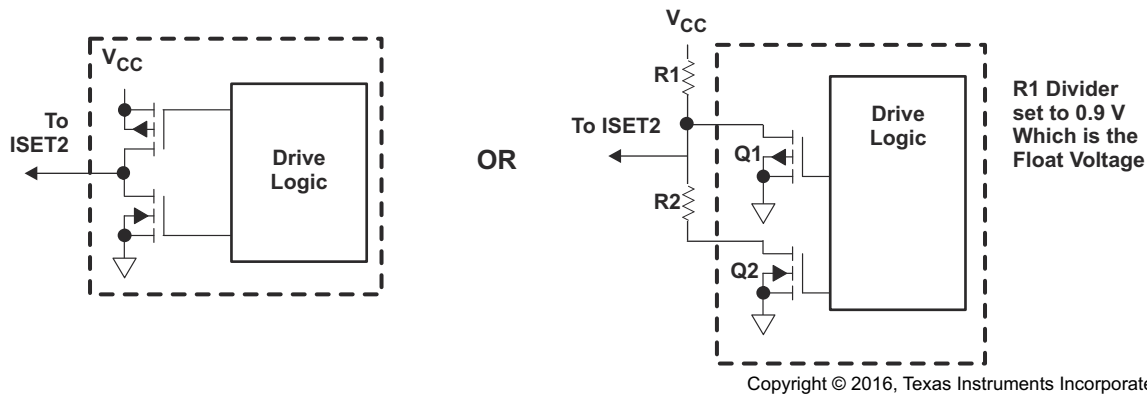 VCC
To
ISET2
Drive
Logic
OR
VCC
R1
To ISET2
R2
Q1
Q2
Drive
Logic
R1 Divider
set to 0.9 V
Which is the
Float Voltage
Copyright © 2016, Texas Instruments Incorporate